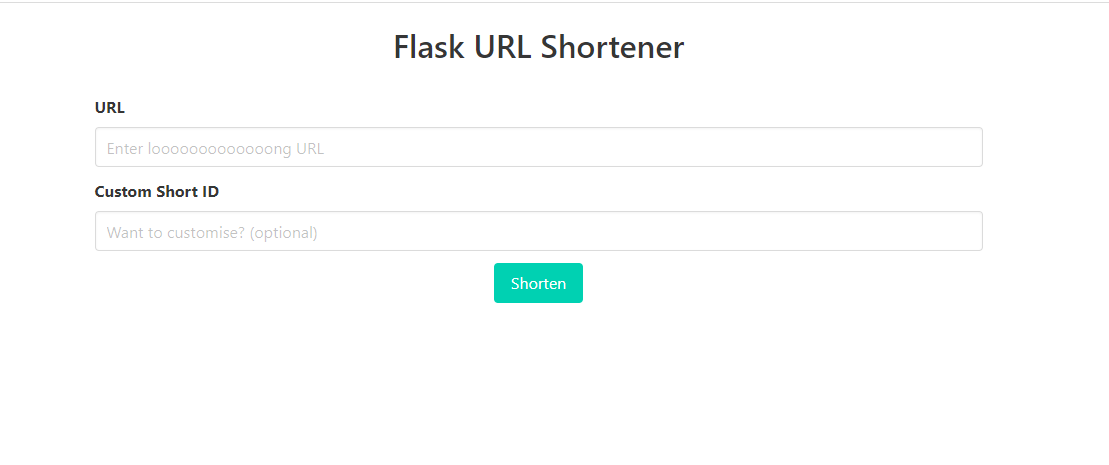 Flask URL Shortener
URL
Enter looooooooooooong URL
Custom Short ID
Want to customise? (optional)
Shorten